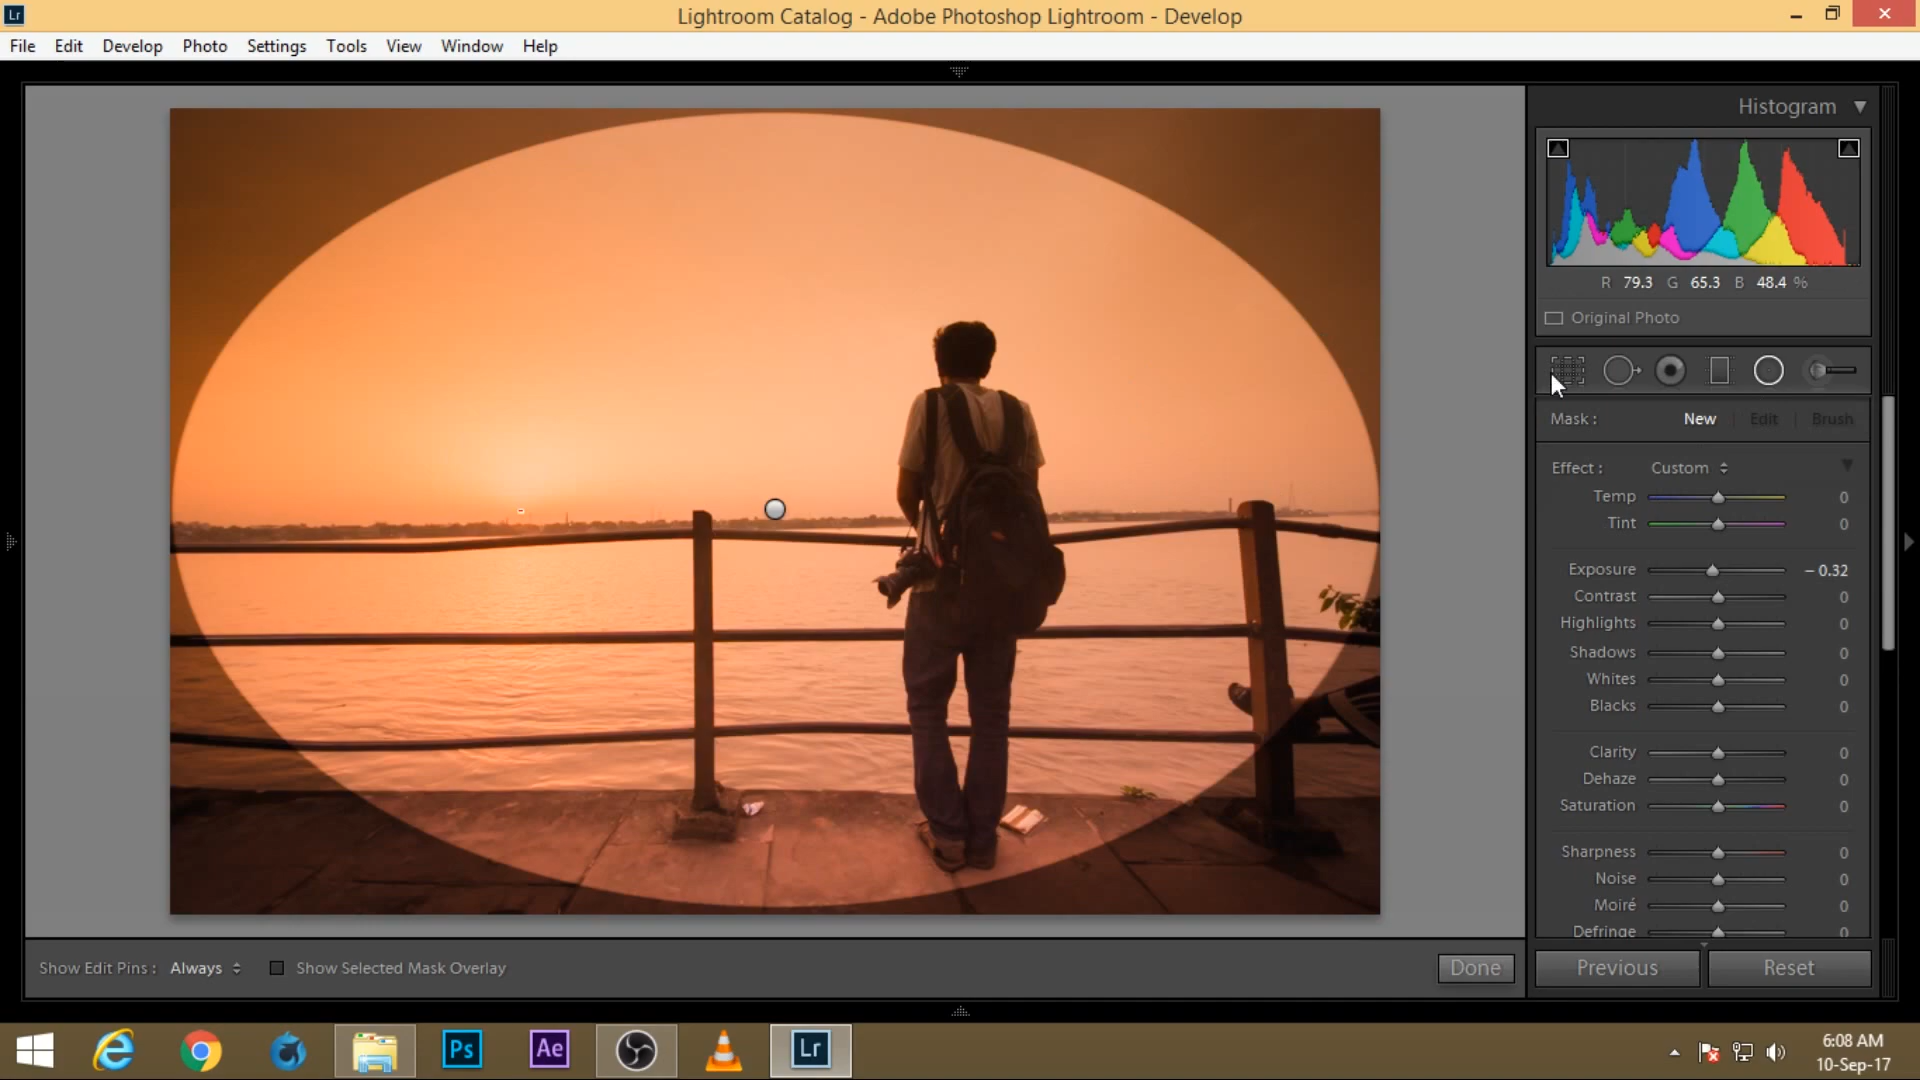 Lr
Lightroom Catalog - Adobe Photoshop Lightroom - Develop
File Edit Develop Photo Settings Tools View Window Help
Histogram
R 79.3 G 65.3 B 48.4 %
Original Photo
Mask : New Edit Brush
Effect : Custom
Temp 0
Tint 0
Exposure – 0.32
Contrast 0
Highlights 0
Shadows 0
Whites 0
Blacks 0
Clarity 0
Dehaze 0
Saturation 0
Sharpness 0
Noise 0
Moiré 0
Defringe 0
Show Edit Pins : Always Show Selected Mask Overlay Done Previous Reset
Ps Ae Lr
6:08 AM
10-Sep-17